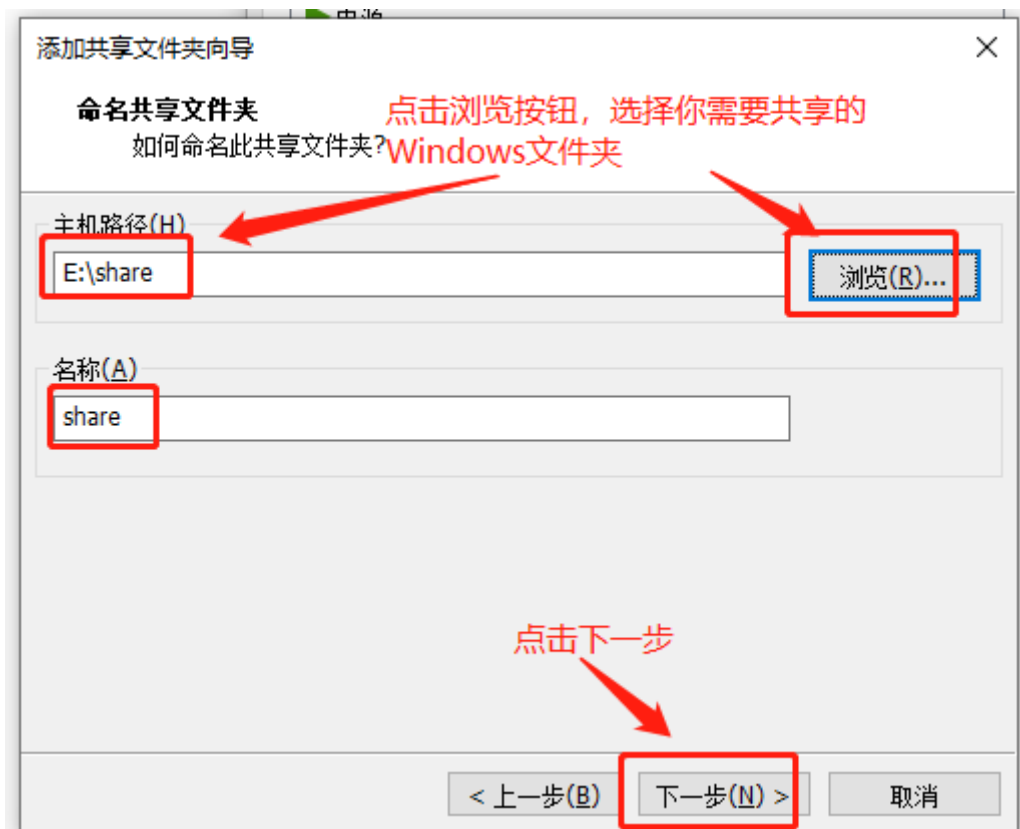 电源
添加共享文件夹向导
命名共享文件夹
点击浏览按钮，选择你需要共享的
如何命名此共享文件夹?
Windows文件夹
主机路径(H)
E:\share
浏览(R)...
名称(A)
share
点击下一步
< 上一步(B)
下一步(N) >
取消